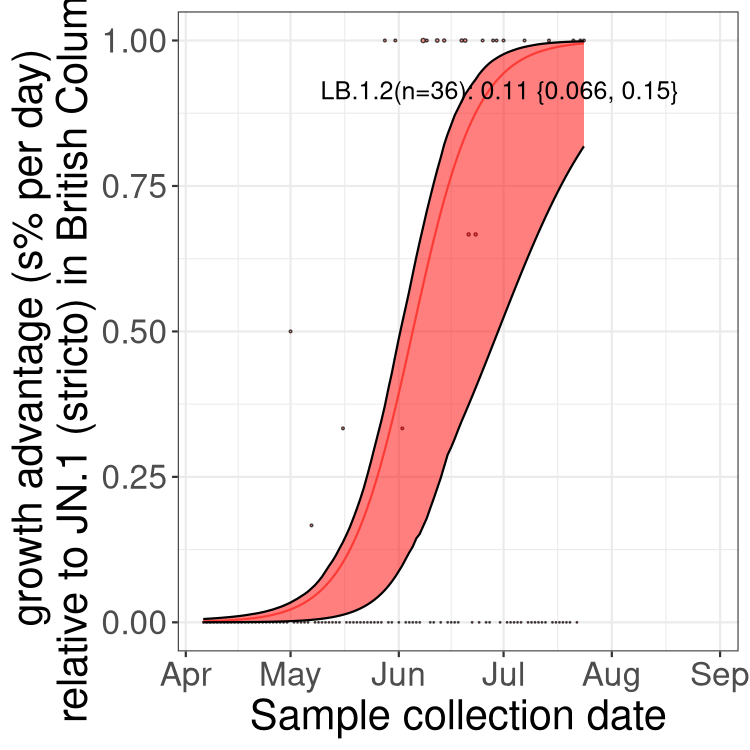 growth advantage (s% per day)
relative to JN.1 (stricto) in British Colum
1.00
0.75
0.50
0.25
0.00
LB.1.2(n=36): 0.11 {0.066, 0.15}
Apr May Jun Jul Aug Sep
Sample collection date